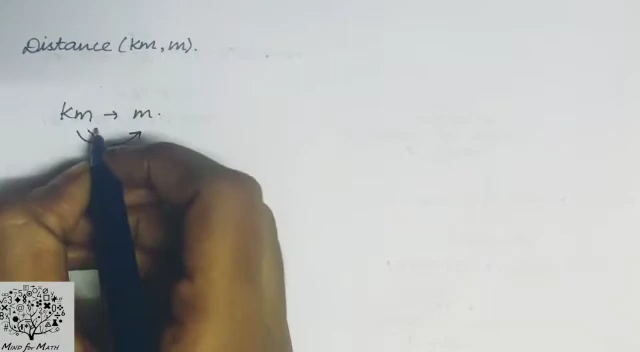 Distance (km, m).
km → m.
MIND for MATH